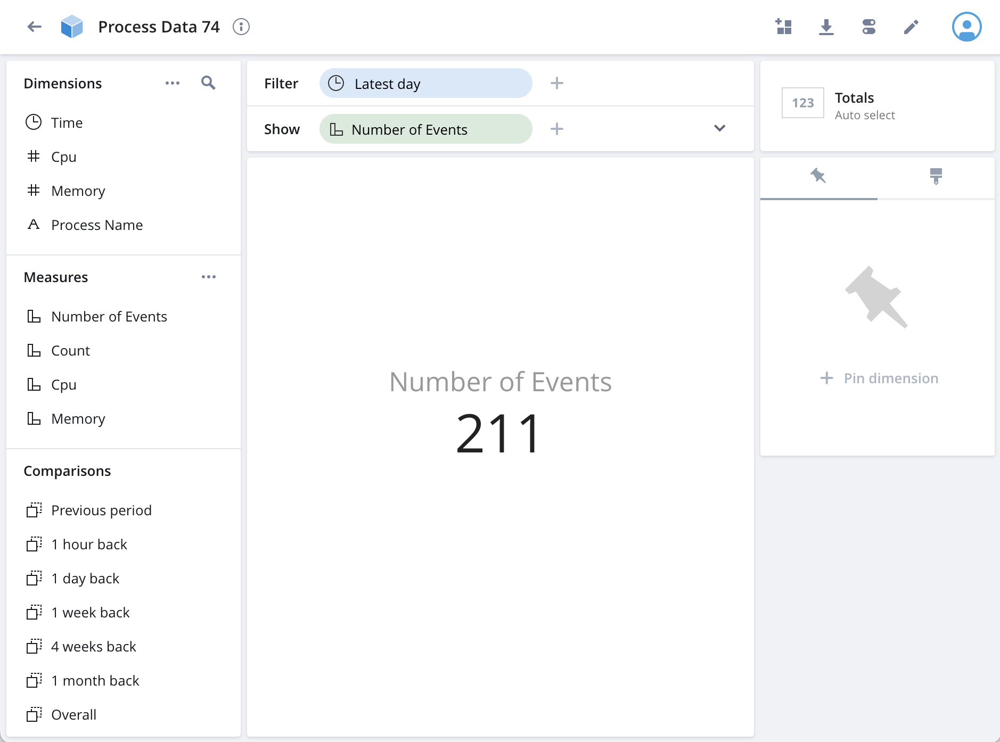 Process Data 74
Dimensions
Time
Cpu
Memory
Process Name
Measures
Number of Events
Count
Cpu
Memory
Comparisons
Previous period
1 hour back
1 day back
1 week back
4 weeks back
1 month back
Overall
Filter
Latest day
Show
Number of Events
Number of Events
211
123
Totals
Auto select
Pin dimension